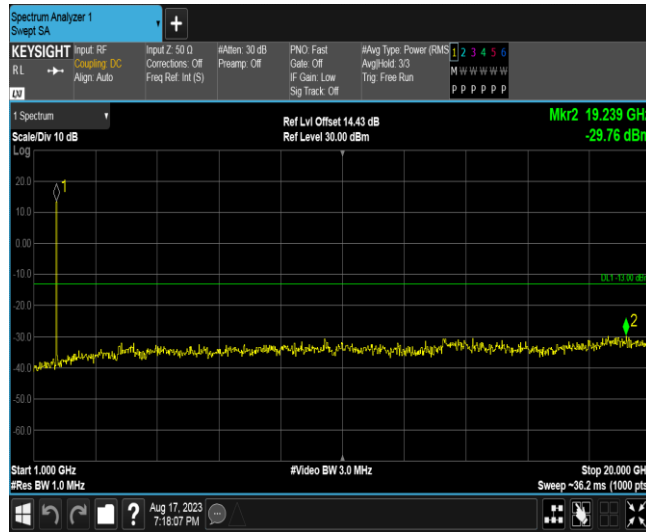 Spectrum Analyzer 1
Swept SA
+
KEYSIGHT
RL
LXI
Input: RF
Coupling: DC
Align: Auto
Input Z: 50 Ω
Corrections: Off
Freq Ref: Int (S)
#Atten: 30 dB
Preamp: Off
PNO: Fast
Gate: Off
IF Gain: Low
Sig Track: Off
#Avg Type: Power (RMS
Avg|Hold: 3/3
Trig: Free Run
1 2 3 4 5 6
M W W W W W
P P P P P P
1 Spectrum
Scale/Div 10 dB
Log
Ref Lvl Offset 14.43 dB
Ref Level 30.00 dBm
Mkr2 19.239 GHz
-29.76 dBm
20.0
10.0
0.00
-10.0
-20.0
-30.0
-40.0
-50.0
-60.0
1
DL1 -13.00 dBm
2
Start 1.000 GHz
#Res BW 1.0 MHz
#Video BW 3.0 MHz
Stop 20.000 GHz
Sweep ~36.2 ms (1000 pts)
?
Aug 17, 2023
7:18:07 PM